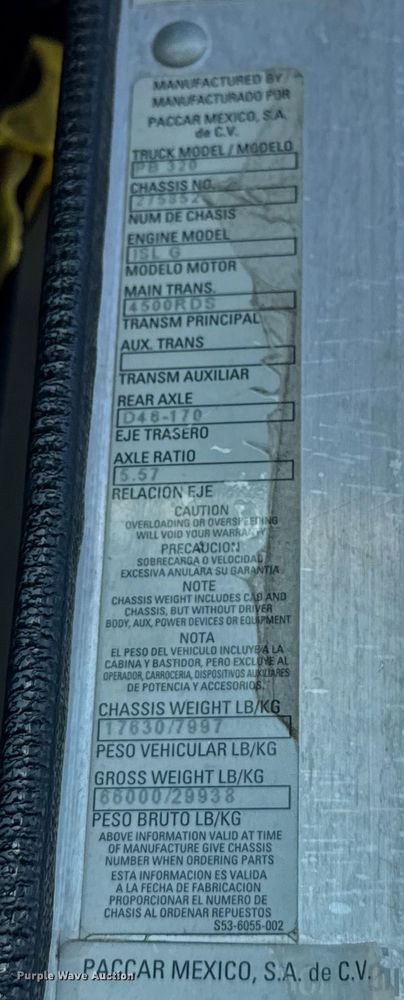 MANUFACTURED BY
MANUFACTURADO POR
PACCAR MEXICO, S.A.
de C.V.
TRUCK MODEL / MODELO
PB 320
CHASSIS NO.
275852
NUM DE CHASIS
ENGINE MODEL
ISL G
MODELO MOTOR
MAIN TRANS.
4500RDS
TRANSM PRINCIPAL
AUX. TRANS
TRANSM AUXILIAR
REAR AXLE
D46-170
EJE TRASERO
AXLE RATIO
5.57
RELACION EJE
CAUTION
OVERLOADING OR OVERSPEEDING
WILL VOID YOUR WARRANTY
PRECAUCION
SOBRECARGA O VELOCIDAD
EXCESIVA ANULARA SU GARANTIA
NOTE
CHASSIS WEIGHT INCLUDES CAB AND
CHASSIS, BUT WITHOUT DRIVER
BODY, AUX, POWER DEVICES OR EQUIPMENT
NOTA
EL PESO DEL VEHICULO INCLUYE A LA
CABINA Y BASTIDOR, PERO EXCLUYE AL
OPERADOR, CARROCERIA, DISPOSITIVOS AUXILIARES
DE POTENCIA Y ACCESORIOS.
CHASSIS WEIGHT LB/KG
17630/7997
PESO VEHICULAR LB/KG
GROSS WEIGHT LB/KG
66000/29938
PESO BRUTO LB/KG
ABOVE INFORMATION VALID AT TIME
OF MANUFACTURE GIVE CHASSIS
NUMBER WHEN ORDERING PARTS
ESTA INFORMACION ES VALIDA
A LA FECHA DE FABRICACION
PROPORCIONAR EL NUMERO DE
CHASIS AL ORDENAR REPUESTOS
S53-6055-002
PACCAR MEXICO, S.A. de C.V.
Purple Wave Auction